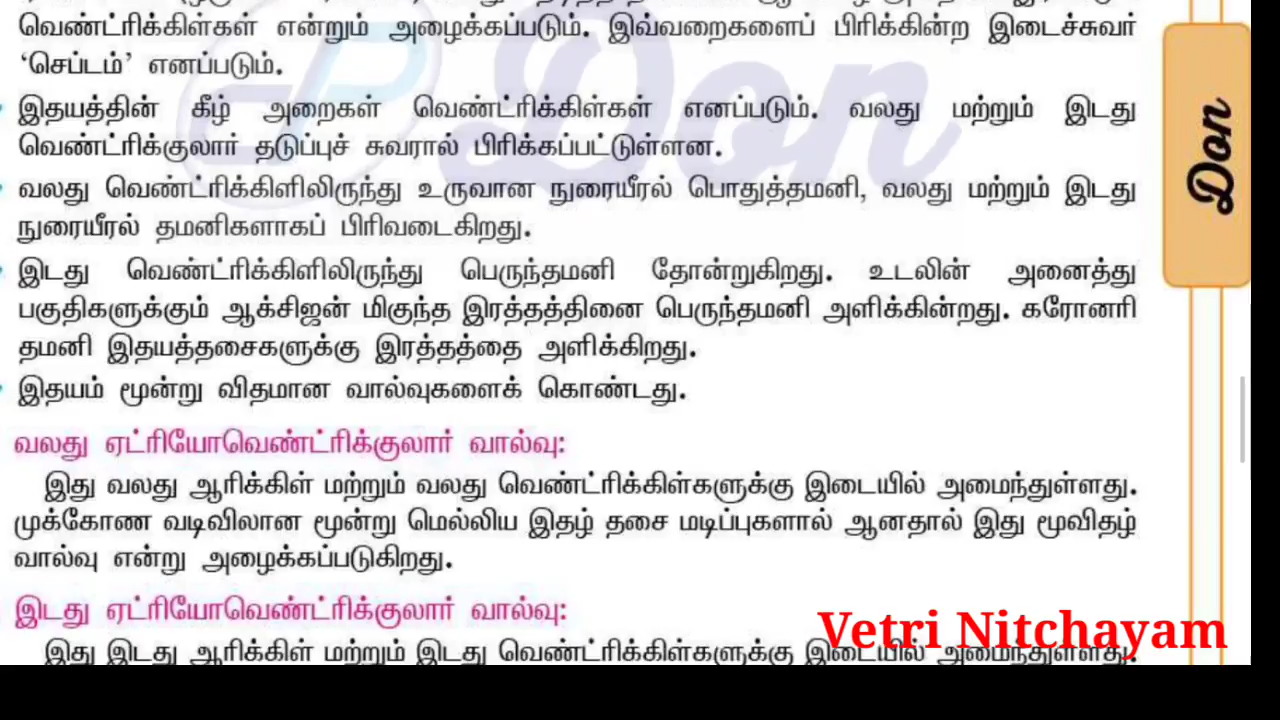 வெண்ட்ரிக்கிள்கள் என்றும் அழைக்கப்படும். இவ்வறைகளைப் பிரிக்கின்ற இடைச்சுவர்
‘செப்டம்’ எனப்படும்.
இதயத்தின் கீழ் அறைகள் வெண்ட்ரிக்கிள்கள் எனப்படும். வலது மற்றும் இடது
வெண்ட்ரிக்குலார் தடுப்புச் சுவரால் பிரிக்கப்பட்டுள்ளன.
வலது வெண்ட்ரிக்கிளிலிருந்து உருவான நுரையீரல் பொதுத்தமனி, வலது மற்றும் இடது
நுரையீரல் தமனிகளாகப் பிரிவடைகிறது.
இடது வெண்ட்ரிக்கிளிலிருந்து பெருந்தமனி தோன்றுகிறது. உடலின் அனைத்து
பகுதிகளுக்கும் ஆக்சிஜன் மிகுந்த இரத்தத்தினை பெருந்தமனி அளிக்கின்றது. கரோனரி
தமனி இதயத்தசைகளுக்கு இரத்தத்தை அளிக்கிறது.
இதயம் மூன்று விதமான வால்வுகளைக் கொண்டது.
வலது ஏட்ரியோவெண்ட்ரிக்குலார் வால்வு:
இது வலது ஆரிக்கிள் மற்றும் வலது வெண்ட்ரிக்கிள்களுக்கு இடையில் அமைந்துள்ளது.
முக்கோண வடிவிலான மூன்று மெல்லிய இதழ் தசை மடிப்புகளால் ஆனதால் இது மூவிதழ்
வால்வு என்று அழைக்கப்படுகிறது.
இடது ஏட்ரியோவெண்ட்ரிக்குலார் வால்வு:
இது இடது ஆரிக்கிள் மற்றும் இடது வெண்ட்ரிக்கிள்களுக்கு இடையில் அமைந்துள்ளது.
Vetri Nitchayam
Don
Don